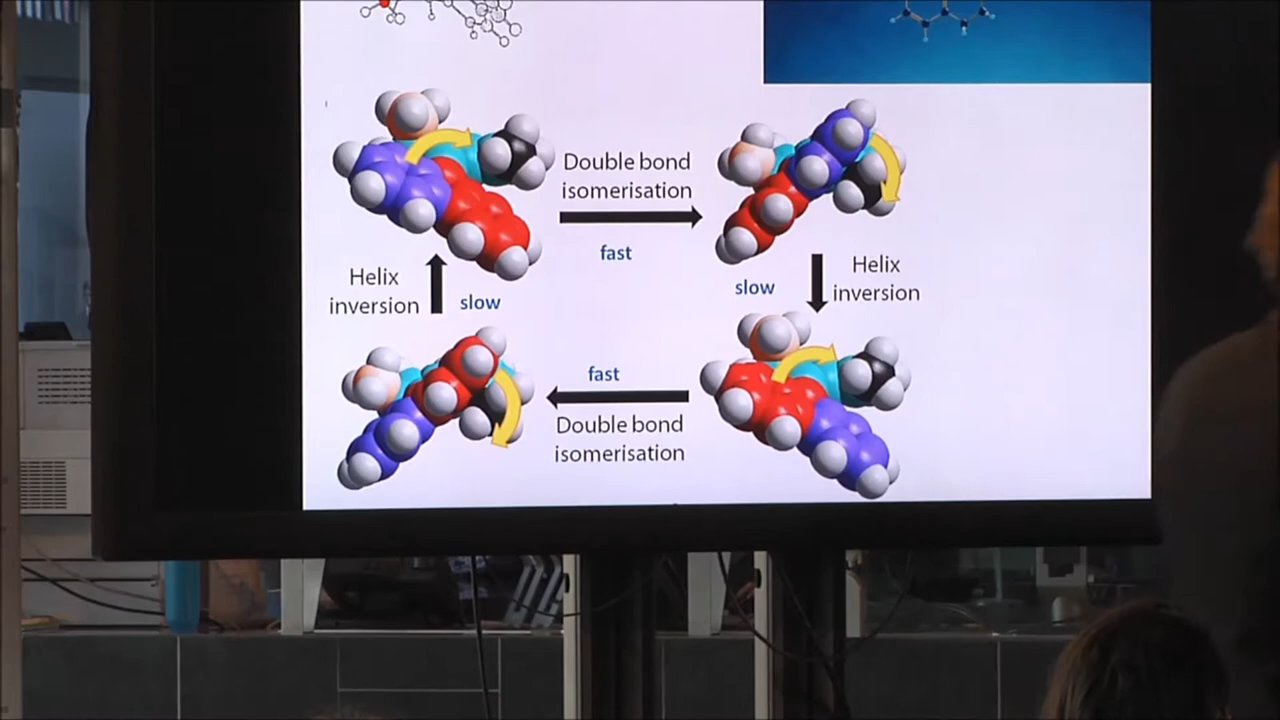 Double bond
isomerisation
fast
Helix
inversion
slow
slow
Helix
inversion
fast
Double bond
isomerisation